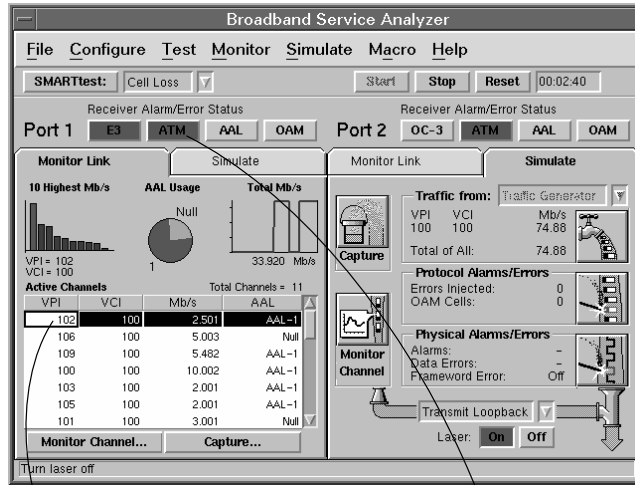 Broadband Service Analyzer
File Configure Test Monitor Simulate Macro Help
SMARTtest: Cell Loss Start Stop Reset 00:02:40
Receiver Alarm/Error Status
Port 1 E3 ATM AAL OAM
Receiver Alarm/Error Status
Port 2 OC-3 ATM AAL OAM
Monitor Link Simulate
10 Highest Mb/s AAL Usage Total Mb/s
Null
1
VPI = 102
VCI = 100
33.920 Mb/s
Active Channels Total Channels = 11
VPI VCI Mb/s AAL
102 100 2.501 AAL-1
106 100 5.003 Null
109 100 5.482 AAL-1
100 100 10.002 AAL-1
103 100 2.001 AAL-1
105 100 2.001 AAL-1
101 100 3.001 Null
Monitor Channel... Capture...
Monitor Link Simulate
Capture
Traffic from: Traffic Generator
VPI VCI Mb/s
100 100 74.88
Total of All: 74.88
Protocol Alarms/Errors
Errors Injected: 0
OAM Cells: 0
Monitor
Channel
Physical Alarms/Errors
Alarms: -
Data Errors: -
Frameword Error: Off
Transmit Loopback
Laser: On Off
Turn laser off